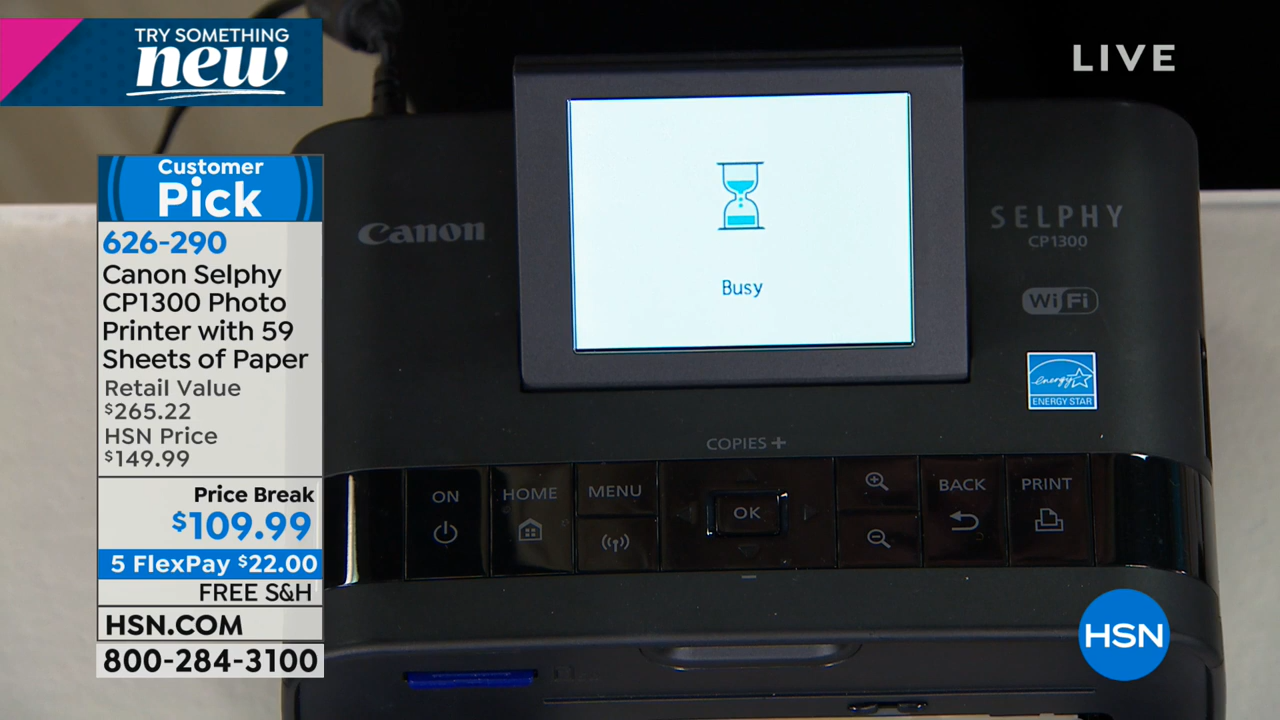 TRY SOMETHING
new
LIVE
Customer
Pick
626-290
Canon Selphy
CP1300 Photo
Printer with 59
Sheets of Paper
Retail Value
$265.22
HSN Price
$149.99
Price Break
$109.99
5 FlexPay $22.00
FREE S&H
HSN.COM
800-284-3100
Busy
Canon
SELPHY
CP1300
WiFi
energy
ENERGY STAR
COPIES +
ON
HOME
MENU
OK
BACK
PRINT
HSN